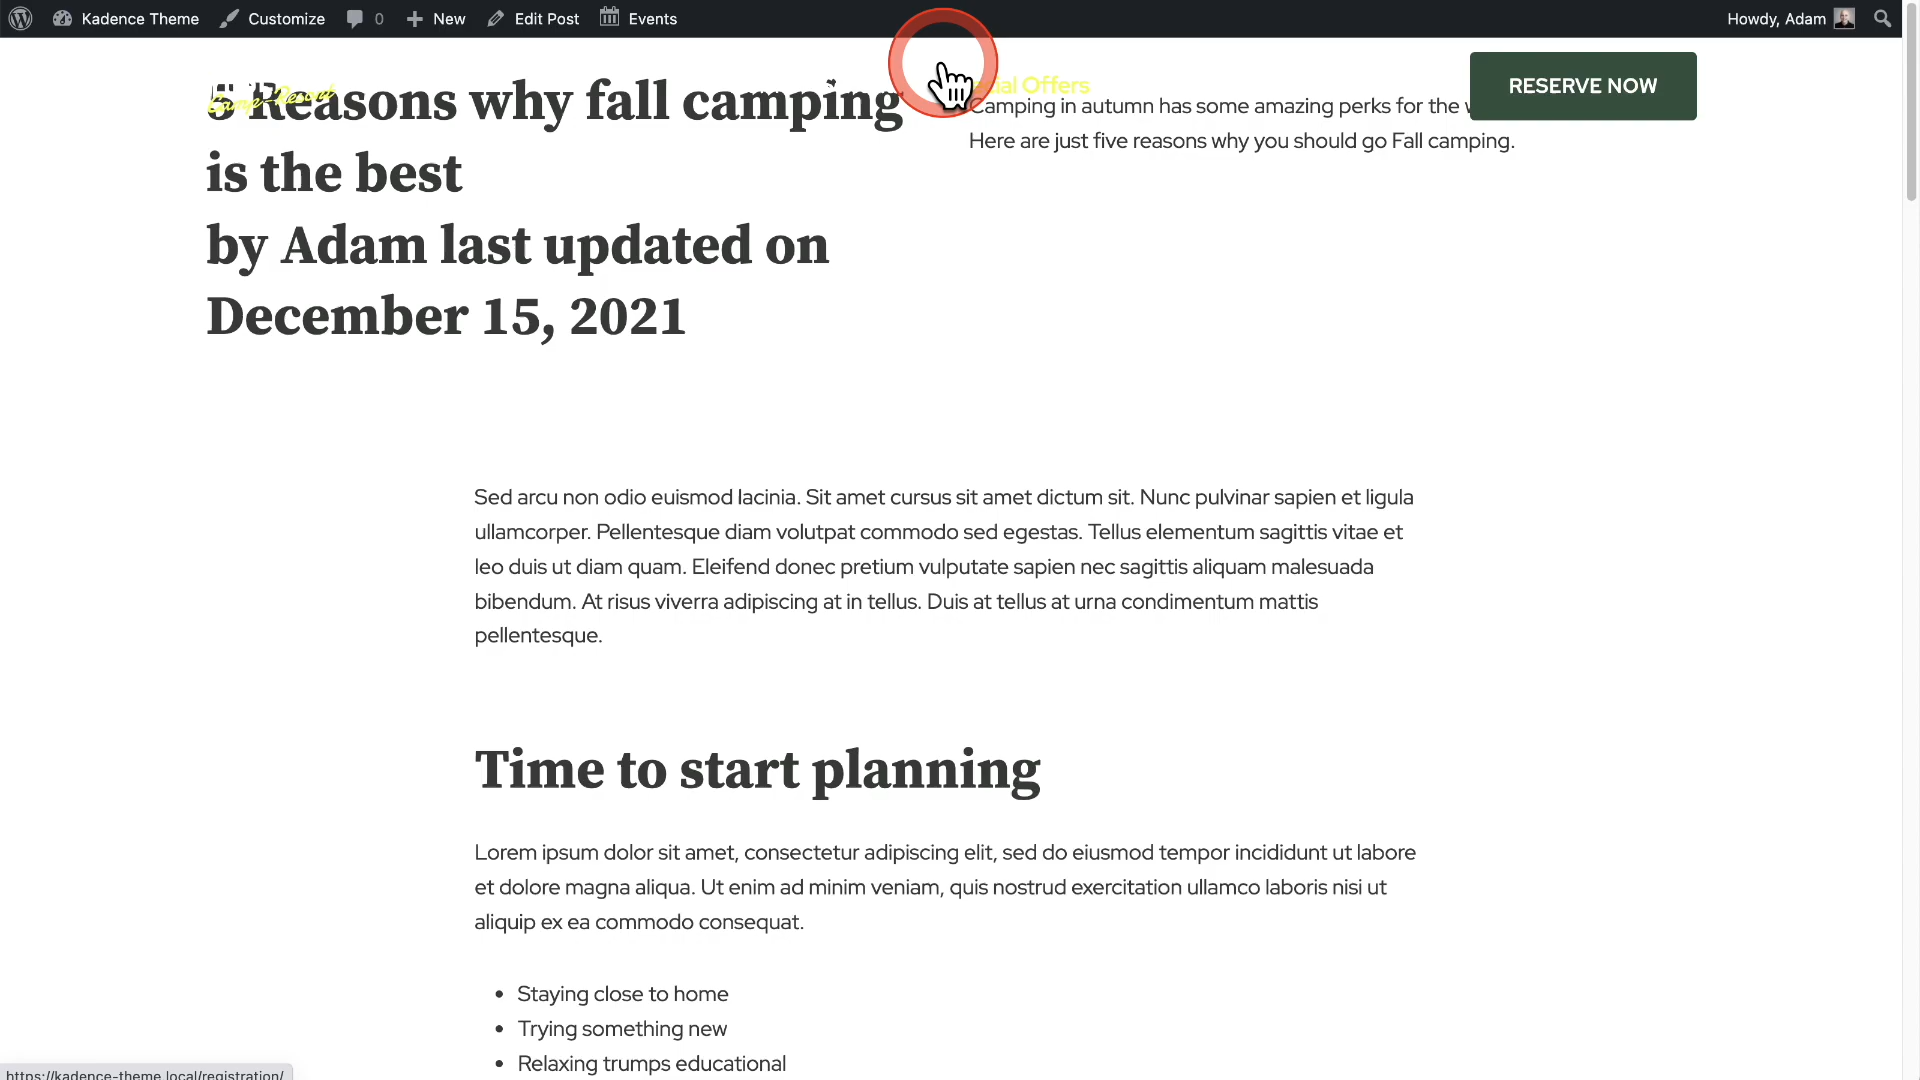 Kadence Theme
Customize
0
New
Edit Post
Events
Howdy, Adam
Camp-Resort
Offers
RESERVE NOW
5 Reasons why fall camping
is the best
by Adam last updated on
December 15, 2021
Camping in autumn has some amazing perks for the
Here are just five reasons why you should go Fall camping.
Sed arcu non odio euismod lacinia. Sit amet cursus sit amet dictum sit. Nunc pulvinar sapien et ligula
ullamcorper. Pellentesque diam volutpat commodo sed egestas. Tellus elementum sagittis vitae et
leo duis ut diam quam. Eleifend donec pretium vulputate sapien nec sagittis aliquam malesuada
bibendum. At risus viverra adipiscing at in tellus. Duis at tellus at urna condimentum mattis
pellentesque.
Time to start planning
Lorem ipsum dolor sit amet, consectetur adipiscing elit, sed do eiusmod tempor incididunt ut labore
et dolore magna aliqua. Ut enim ad minim veniam, quis nostrud exercitation ullamco laboris nisi ut
aliquip ex ea commodo consequat.
• Staying close to home
• Trying something new
• Relaxing trumps educational
https://kadence-theme.local/registration/